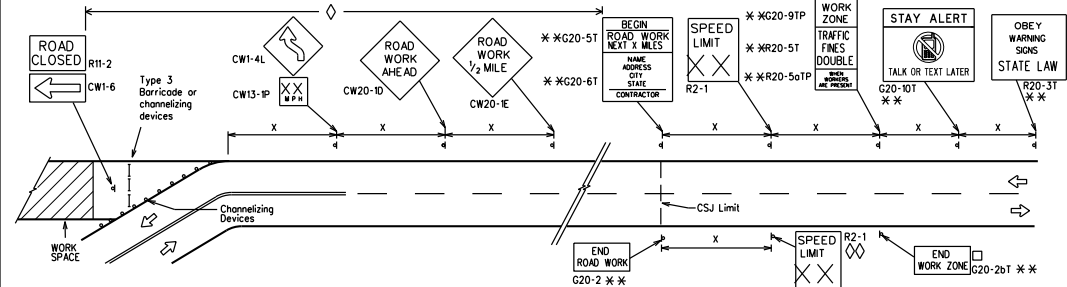 ROAD
CLOSED
R11-2
CW1-6
Type 3
Barricade or
channelizing
devices
CW1-4L
XX
MPH
CW13-1P
ROAD
WORK
AHEAD
CW20-1D
ROAD
WORK
1/2 MILE
CW20-1E
* *G20-5T
* *G20-6T
BEGIN
ROAD WORK
NEXT X MILES
NAME
ADDRESS
CITY
STATE
CONTRACTOR
SPEED
LIMIT
X X
R2-1
* *G20-9TP
* *R20-5T
* *R20-5aTP
WORK
ZONE
TRAFFIC
FINES
DOUBLE
WHEN
WORKERS
ARE PRESENT
STAY ALERT
TALK OR TEXT LATER
G20-10T
* *
OBEY
WARNING
SIGNS
STATE LAW
R20-3T
* *
X
X
X
X
X
X
X
WORK
SPACE
Channelizing
Devices
CSJ Limit
END
ROAD WORK
G20-2 * *
X
SPEED
LIMIT
X X
R2-1
END
WORK ZONE
G20-2bT * *